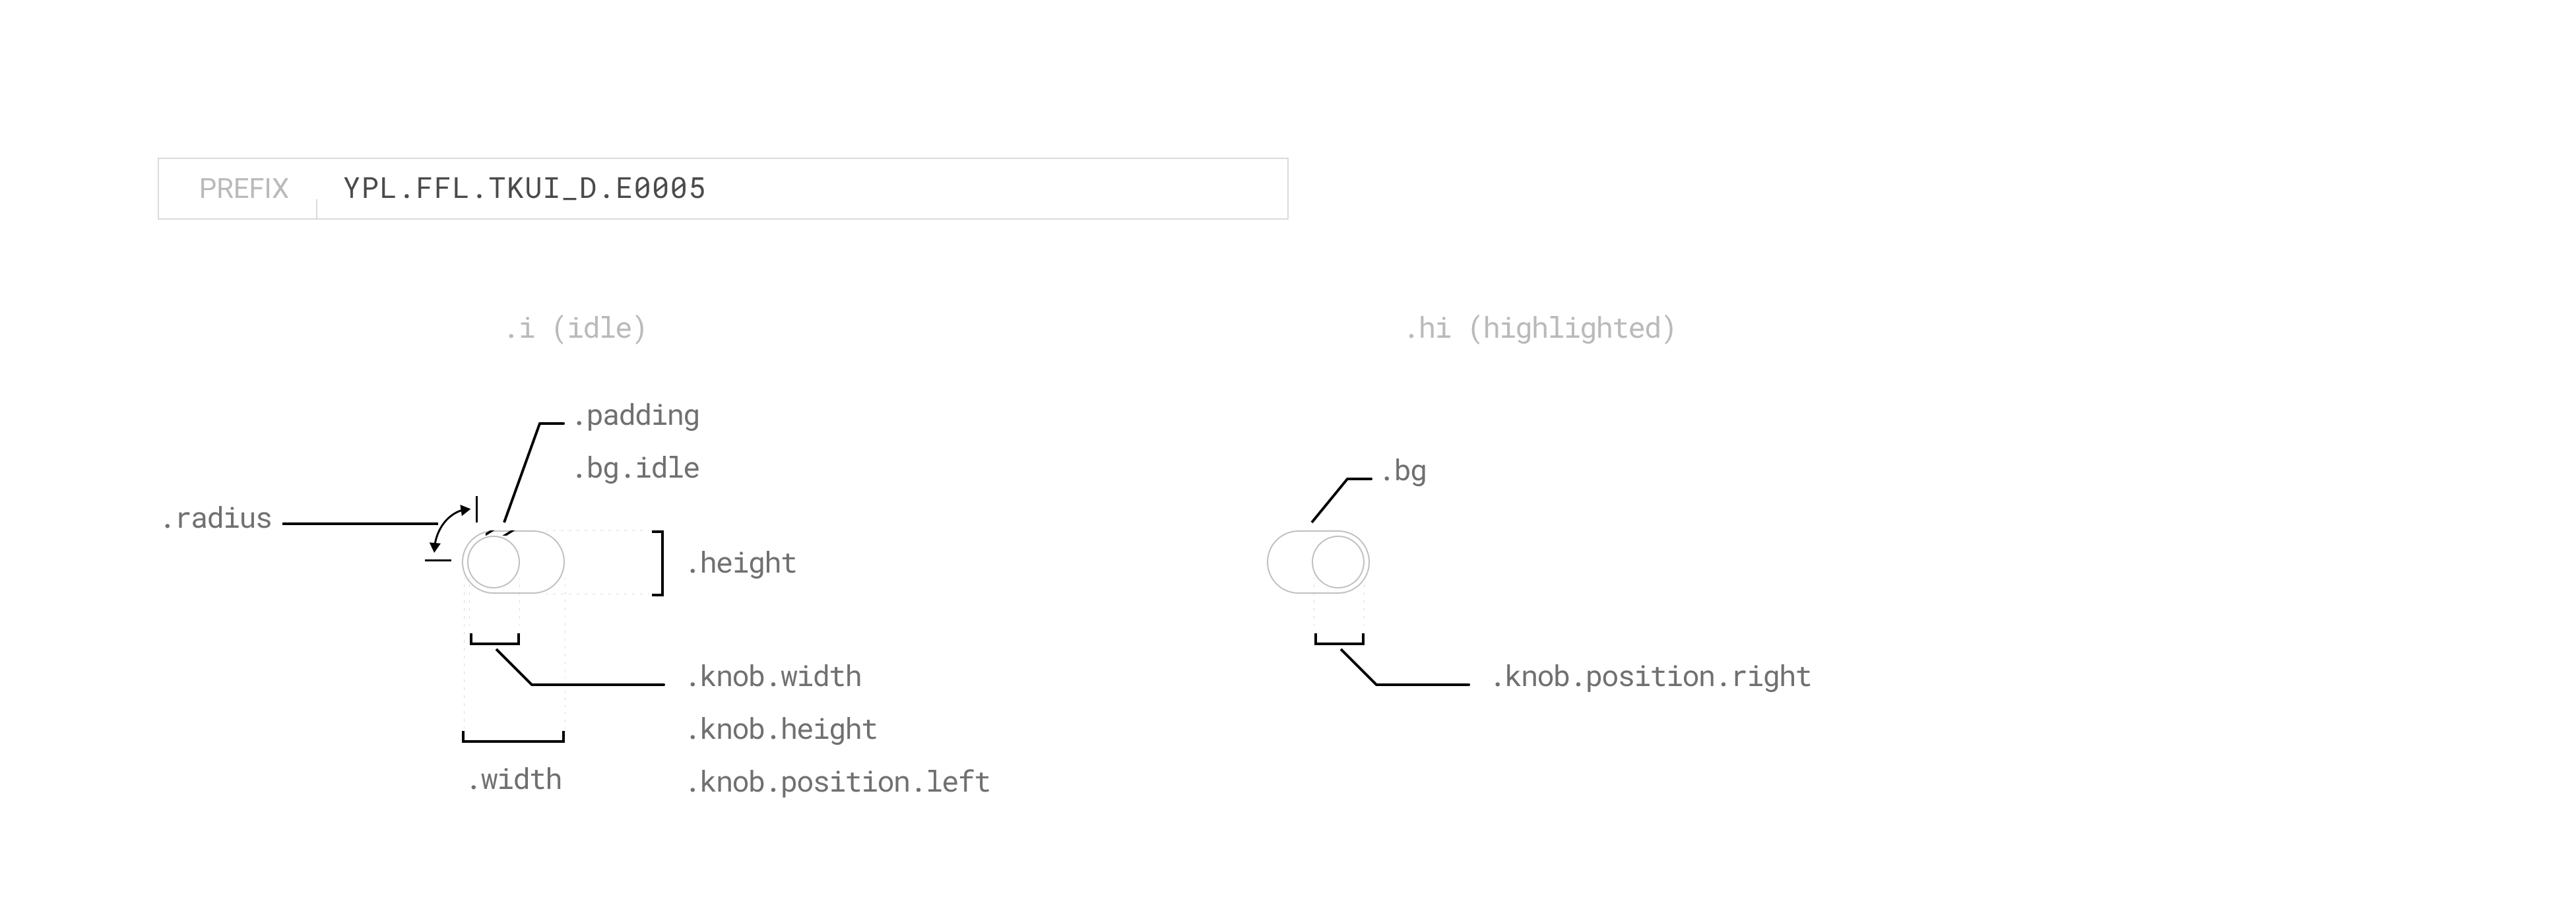 PREFIX YPL.FFL.TKUI_D.E0005
.i (idle)
.hi (highlighted)
.padding
.bg.idle
.bg
.radius
.height
.knob.width
.knob.position.right
.knob.height
.width
.knob.position.left